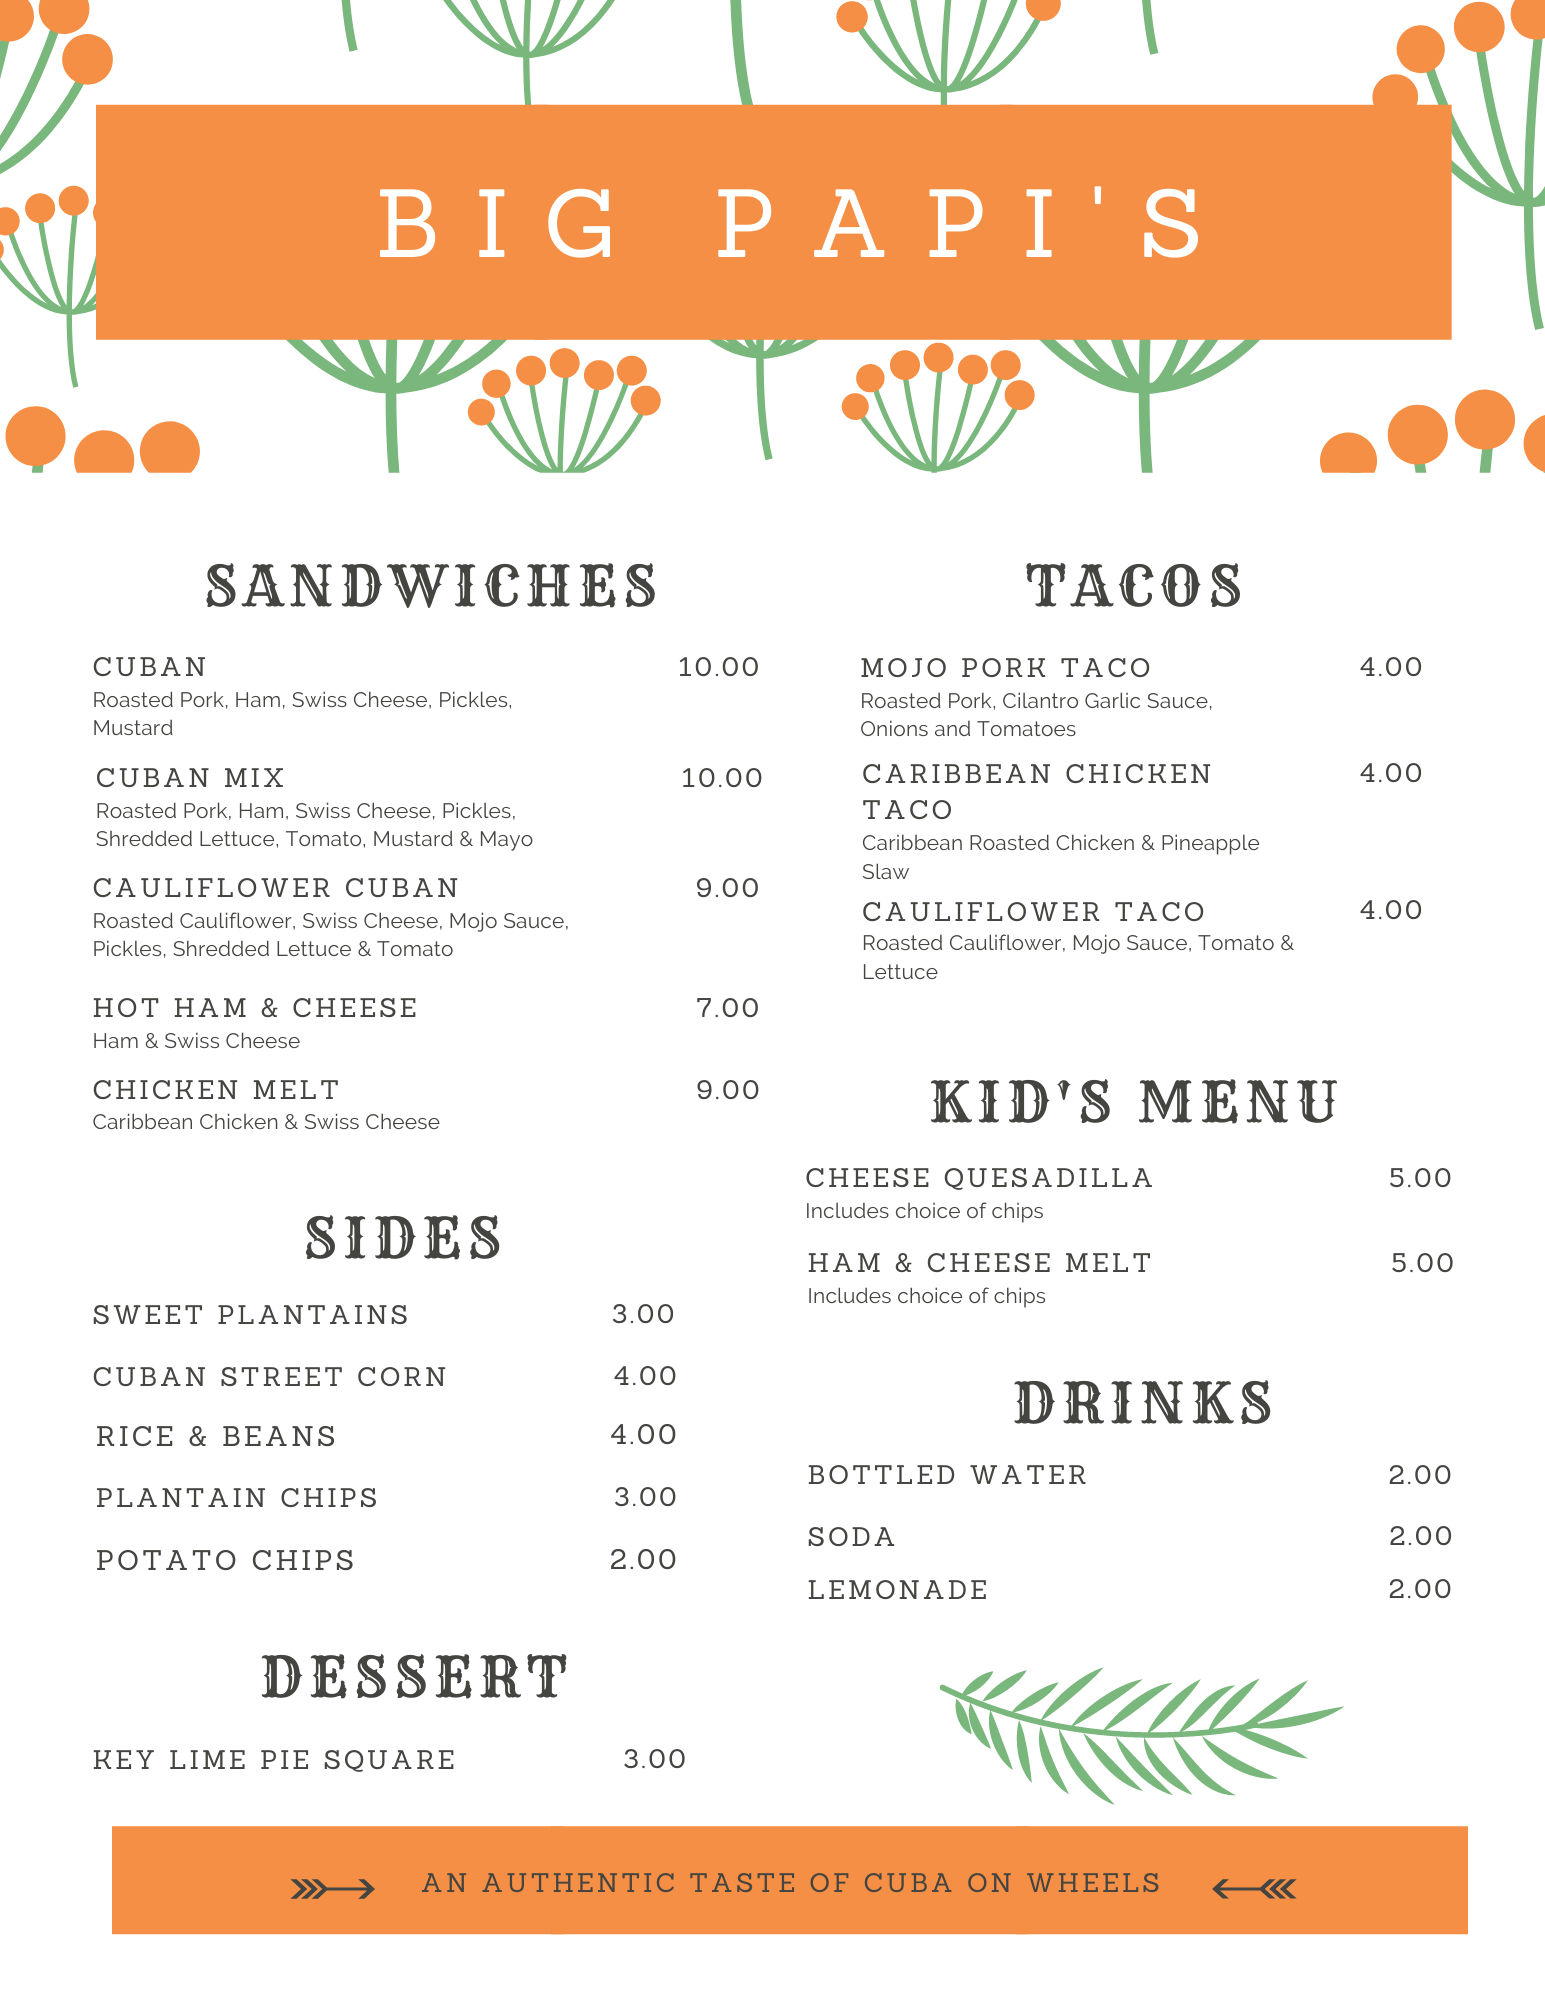 BIG PAPI'S
SANDWICHES
CUBAN 10.00
Roasted Pork, Ham, Swiss Cheese, Pickles,
Mustard
CUBAN MIX 10.00
Roasted Pork, Ham, Swiss Cheese, Pickles,
Shredded Lettuce, Tomato, Mustard & Mayo
CAULIFLOWER CUBAN 9.00
Roasted Cauliflower, Swiss Cheese, Mojo Sauce,
Pickles, Shredded Lettuce & Tomato
HOT HAM & CHEESE 7.00
Ham & Swiss Cheese
CHICKEN MELT 9.00
Caribbean Chicken & Swiss Cheese
SIDES
SWEET PLANTAINS 3.00
CUBAN STREET CORN 4.00
RICE & BEANS 4.00
PLANTAIN CHIPS 3.00
POTATO CHIPS 2.00
DESSERT
KEY LIME PIE SQUARE 3.00
TACOS
MOJO PORK TACO 4.00
Roasted Pork, Cilantro Garlic Sauce,
Onions and Tomatoes
CARIBBEAN CHICKEN 4.00
TACO
Caribbean Roasted Chicken & Pineapple
Slaw
CAULIFLOWER TACO 4.00
Roasted Cauliflower, Mojo Sauce, Tomato &
Lettuce
KID'S MENU
CHEESE QUESADILLA 5.00
Includes choice of chips
HAM & CHEESE MELT 5.00
Includes choice of chips
DRINKS
BOTTLED WATER 2.00
SODA 2.00
LEMONADE 2.00
AN AUTHENTIC TASTE OF CUBA ON WHEELS